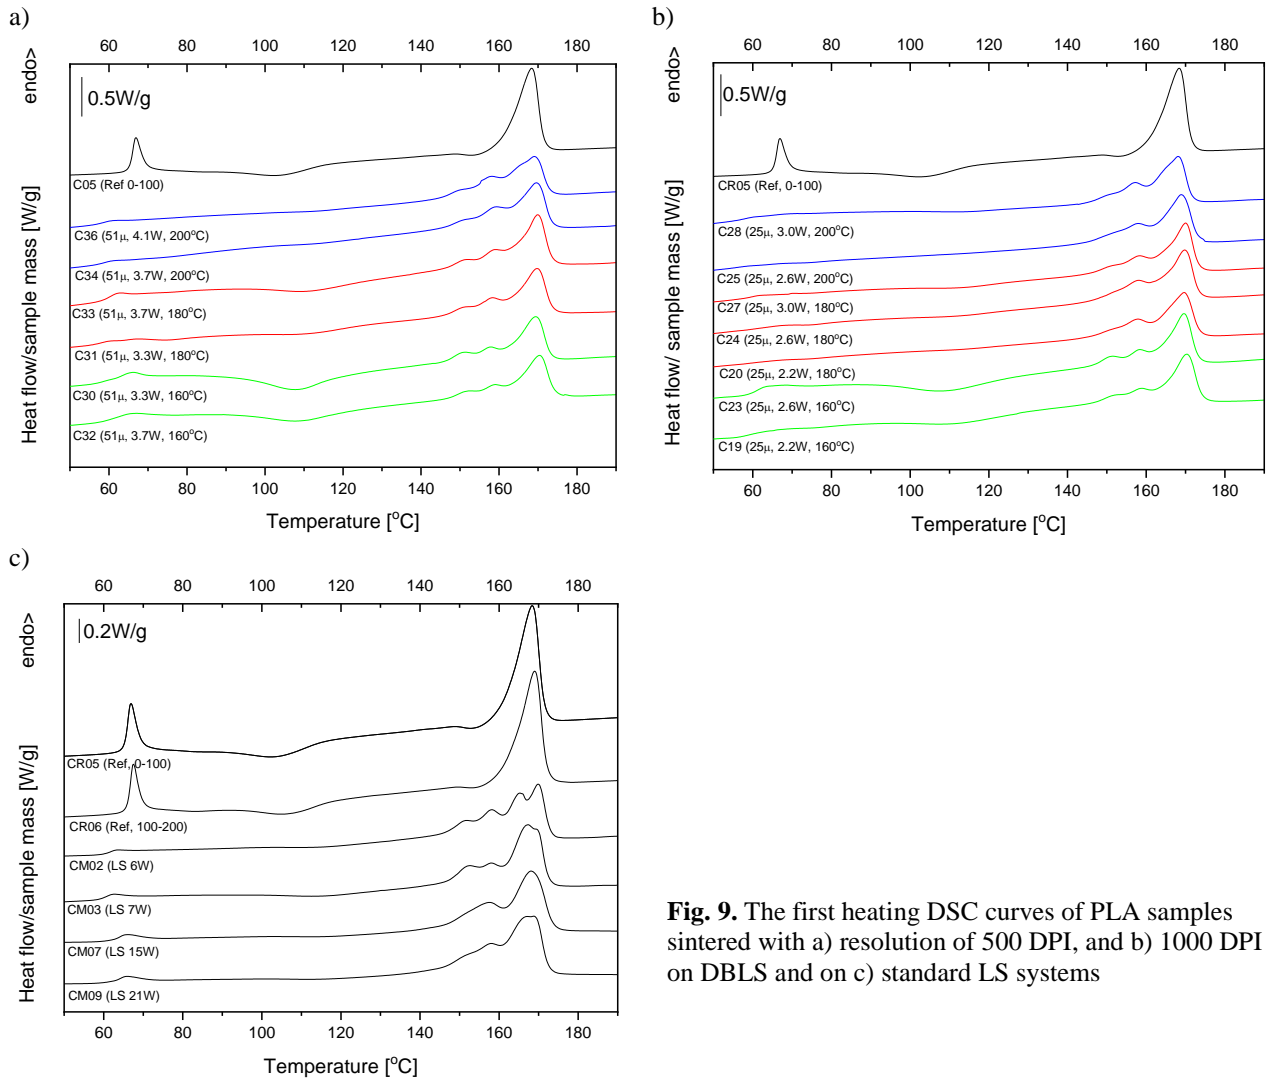 a)
60 80 100 120 140 160 180
endo>
0.5W/g
Heat flow/sample mass [W/g]
C05 (Ref 0-100)
C36 (51µ, 4.1W, 200°C)
C34 (51µ, 3.7W, 200°C)
C33 (51µ, 3.7W, 180°C)
C31 (51µ, 3.3W, 180°C)
C30 (51µ, 3.3W, 160°C)
C32 (51µ, 3.7W, 160°C)
60 80 100 120 140 160 180
Temperature [°C]
b)
60 80 100 120 140 160 180
endo>
0.5W/g
Heat flow/ sample mass [W/g]
CR05 (Ref, 0-100)
C28 (25µ, 3.0W, 200°C)
C25 (25µ, 2.6W, 200°C)
C27 (25µ, 3.0W, 180°C)
C24 (25µ, 2.6W, 180°C)
C20 (25µ, 2.2W, 180°C)
C23 (25µ, 2.6W, 160°C)
C19 (25µ, 2.2W, 160°C)
60 80 100 120 140 160 180
Temperature [°C]
c)
60 80 100 120 140 160 180
endo>
0.2W/g
Heat flow/sample mass [W/g]
CR05 (Ref, 0-100)
CR06 (Ref, 100-200)
CM02 (LS 6W)
CM03 (LS 7W)
CM07 (LS 15W)
CM09 (LS 21W)
60 80 100 120 140 160 180
Temperature [°C]
Fig. 9. The first heating DSC curves of PLA samples
sintered with a) resolution of 500 DPI, and b) 1000 DPI
on DBLS and on c) standard LS systems